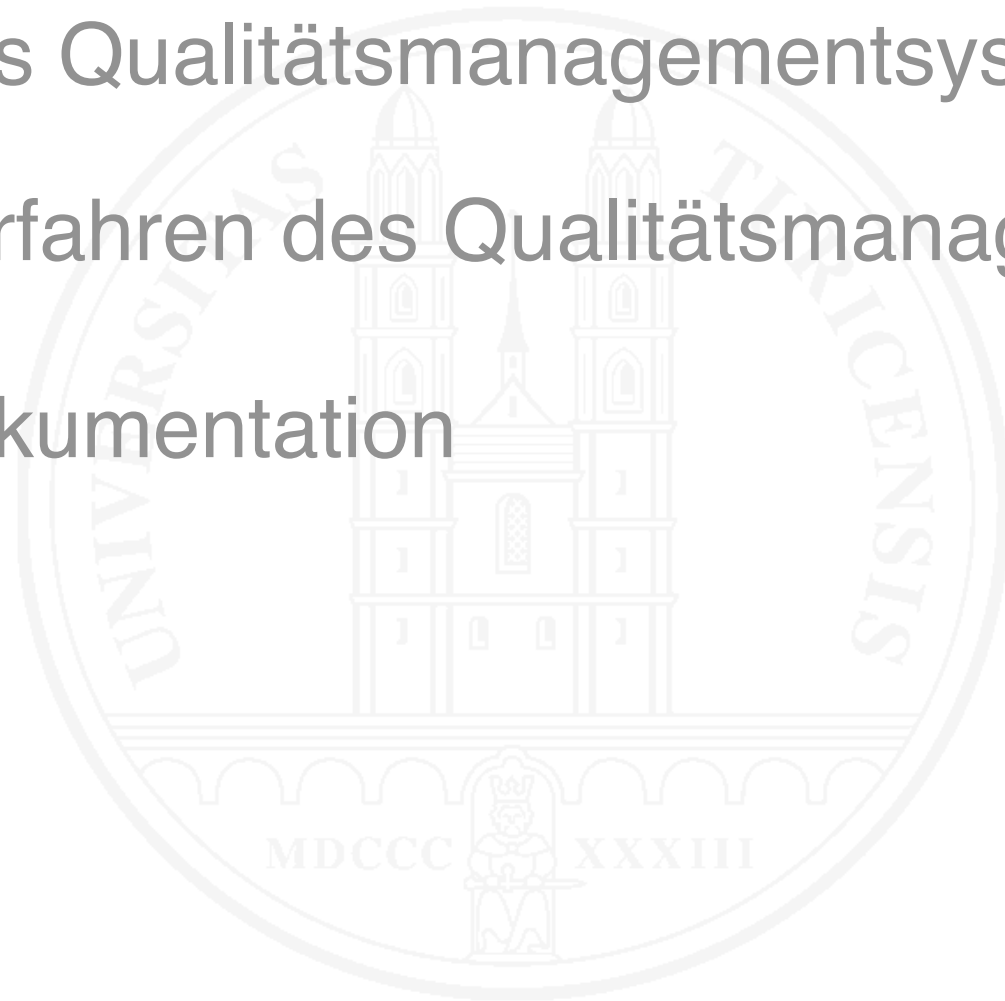 s Qualitätsmanagementsys
rfahren des Qualitätsmanag
kumentation
UNIVERSITAS TURICENSIS
MDCCC XXXIII